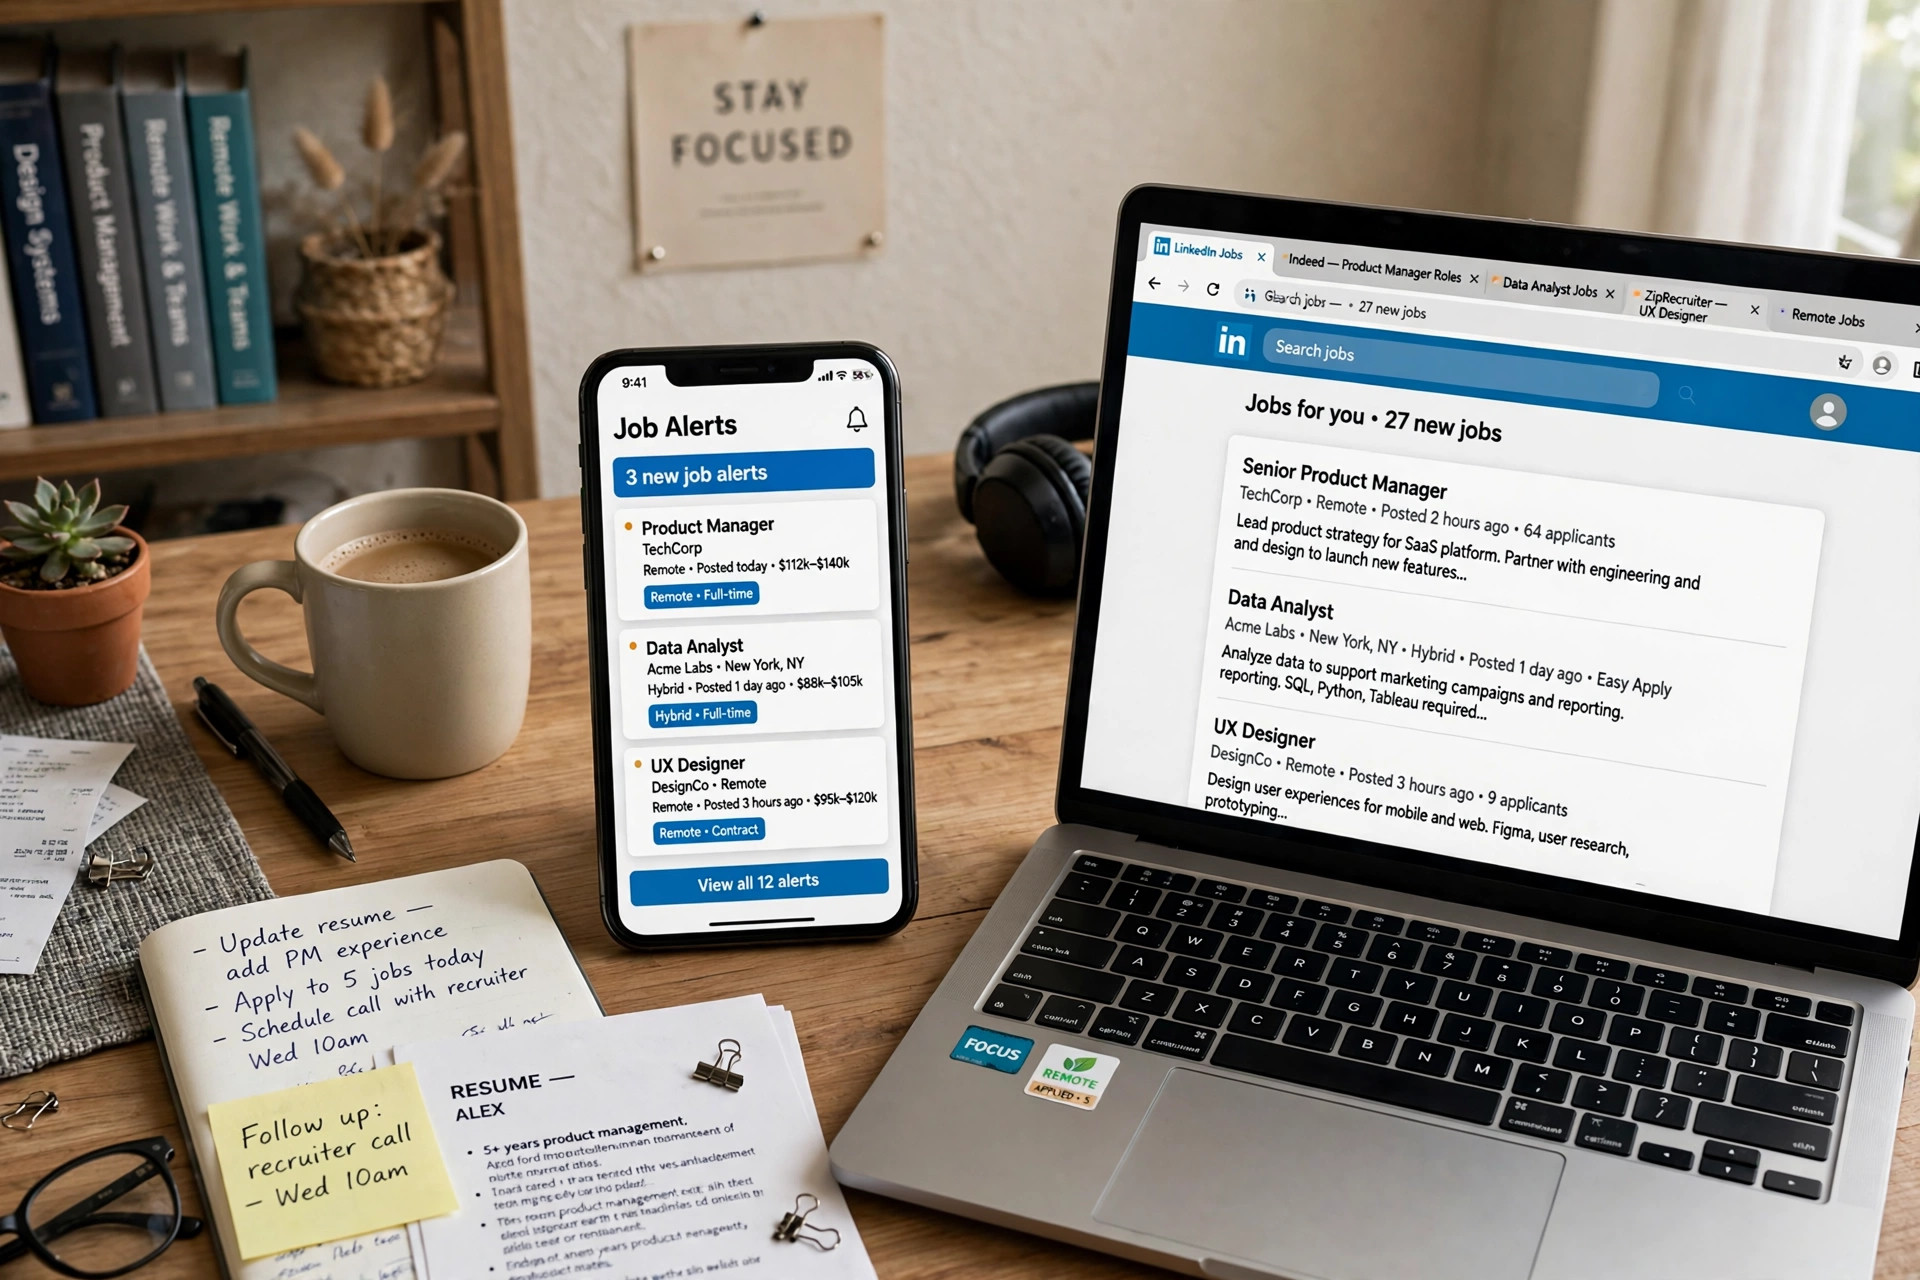 Design Systems
Product Management
Remote Work & Teams
Remote Work & Teams
STAY
FOCUSED
9:41
Job Alerts
3 new job alerts
Product Manager
TechCorp
Remote • Posted today • $112k–$140k
Remote • Full-time
Data Analyst
Acme Labs • New York, NY
Hybrid • Posted 1 day ago • $88k–$105k
Hybrid • Full-time
UX Designer
DesignCo • Remote
Remote • Posted 3 hours ago • $95k–$120k
Remote • Contract
View all 12 alerts
in LinkedIn Jobs
Indeed — Product Manager Roles
Data Analyst Jobs
ZipRecruiter —
UX Designer
Remote Jobs
jobs — • 27 new jobs
in Search jobs
Jobs for you • 27 new jobs
Senior Product Manager
TechCorp • Remote • Posted 2 hours ago • 64 applicants
Lead product strategy for SaaS platform. Partner with engineering and
and design to launch new features...
Data Analyst
Acme Labs • New York, NY • Hybrid • Posted 1 day ago • Easy Apply
Analyze data to support marketing campaigns and reporting.
reporting. SQL, Python, Tableau required...
UX Designer
DesignCo • Remote • Posted 3 hours ago • 9 applicants
Design user experiences for mobile and web. Figma, user research,
prototyping...
– Update resume —
add PM experience
– Apply to 5 jobs today
– Schedule call with recruiter
Wed 10am
Follow up:
recruiter call
– Wed 10am
RESUME —
ALEX
• 5+ years product management,
FOCUS
REMOTE
APPLIED • 5